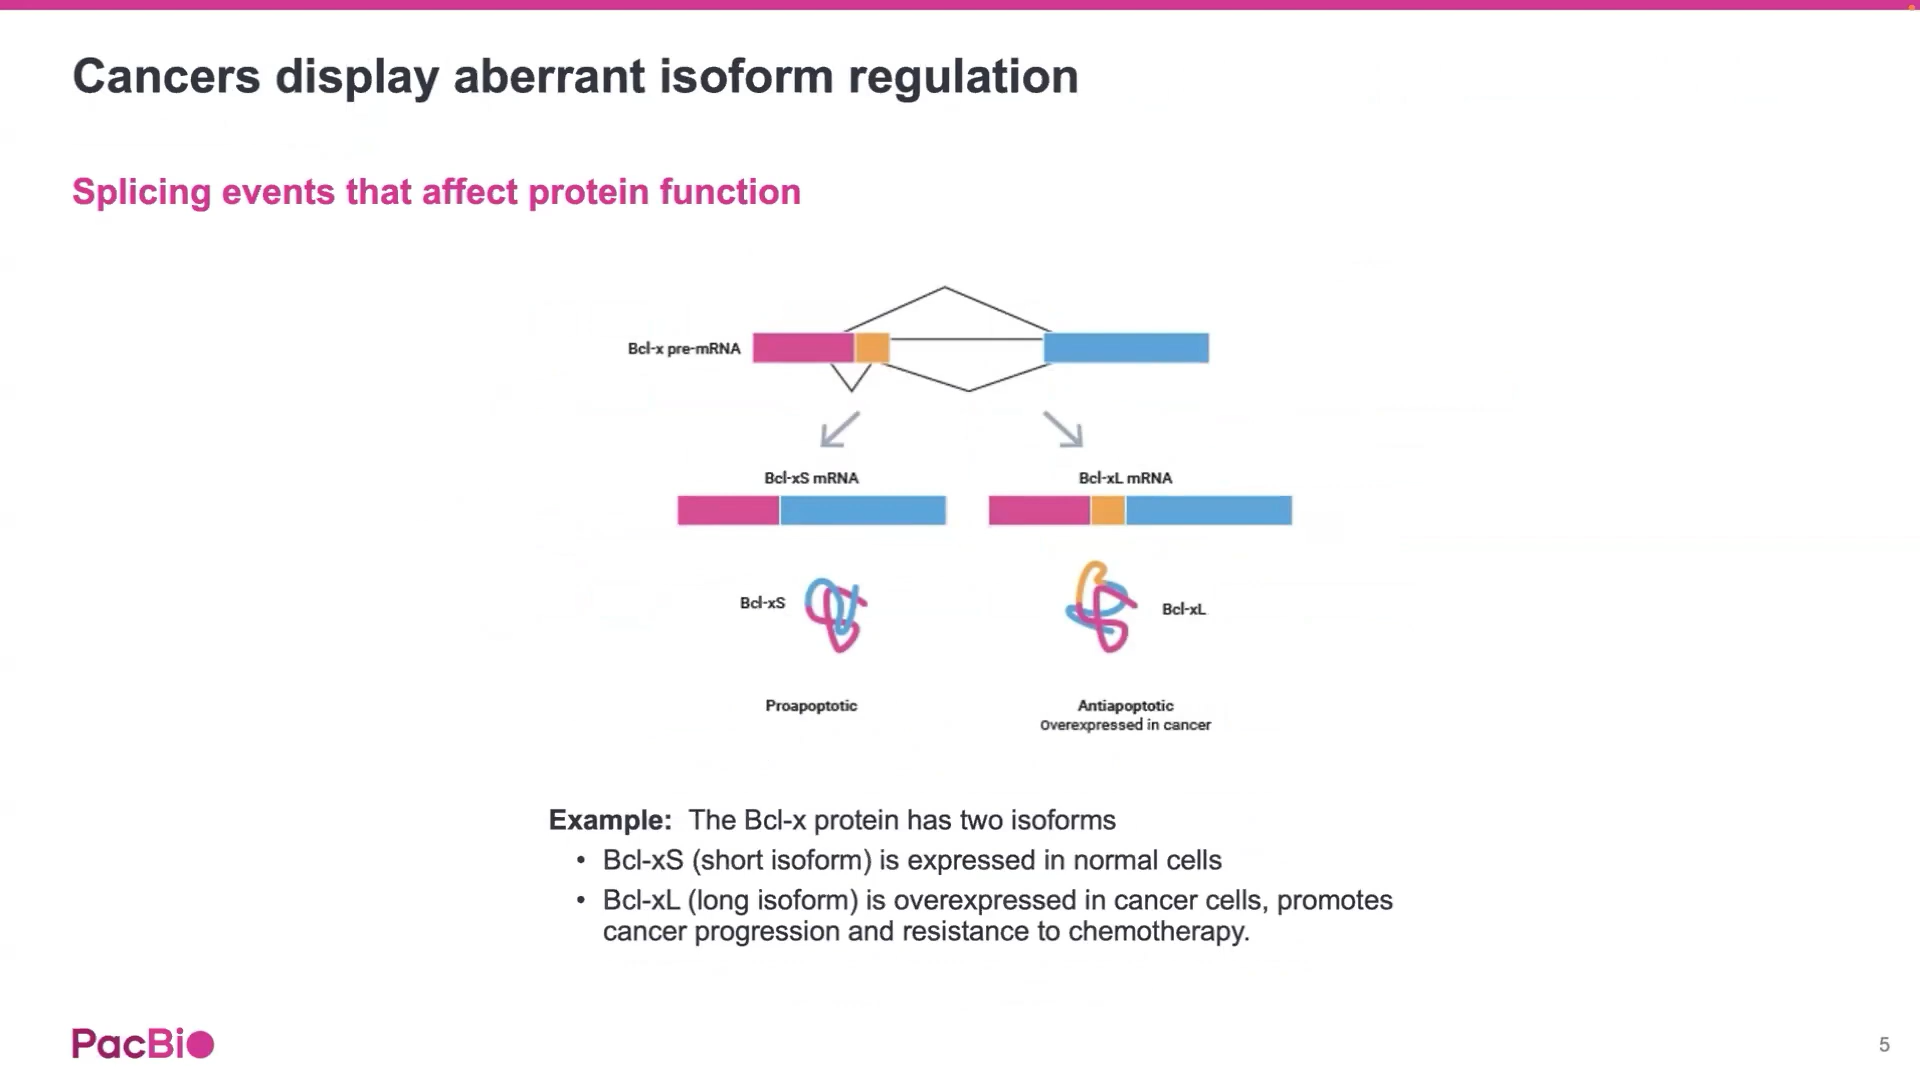 Cancers display aberrant isoform regulation
Splicing events that affect protein function
Bcl-x pre-mRNA
Bcl-xS mRNA
Bcl-xL mRNA
Bcl-xS
Bcl-xL
Proapoptotic
Antiapoptotic
Overexpressed in cancer
Example: The Bcl-x protein has two isoforms
• Bcl-xS (short isoform) is expressed in normal cells
• Bcl-xL (long isoform) is overexpressed in cancer cells, promotes
cancer progression and resistance to chemotherapy.
PacBio
5